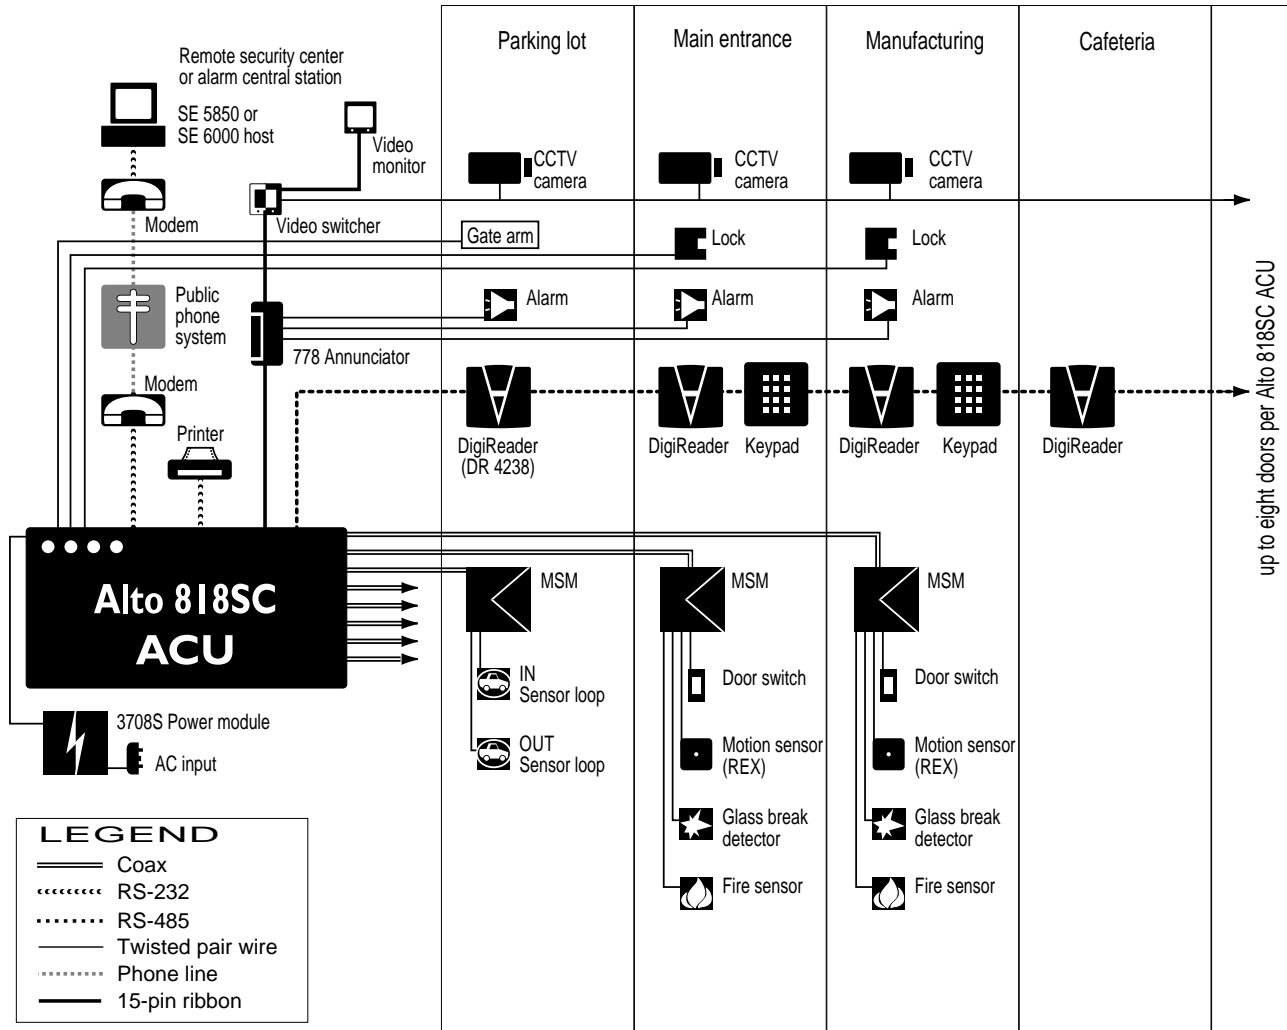 Parking lot
Main entrance
Manufacturing
Cafeteria
Remote security center
or alarm central station
SE 5850 or
SE 6000 host
Video
monitor
CCTV
camera
CCTV
camera
CCTV
camera
Modem
Video switcher
Gate arm
Lock
Lock
Public
phone
system
Alarm
Alarm
Alarm
778 Annunciator
Modem
Printer
DigiReader
(DR 4238)
DigiReader
Keypad
DigiReader
Keypad
DigiReader
up to eight doors per Alto 818SC ACU
Alto 818SC
ACU
MSM
MSM
MSM
IN
Sensor loop
Door switch
Door switch
3708S Power module
AC input
OUT
Sensor loop
Motion sensor
(REX)
Motion sensor
(REX)
Glass break
detector
Glass break
detector
Fire sensor
Fire sensor
LEGEND
Coax
RS-232
RS-485
Twisted pair wire
Phone line
15-pin ribbon